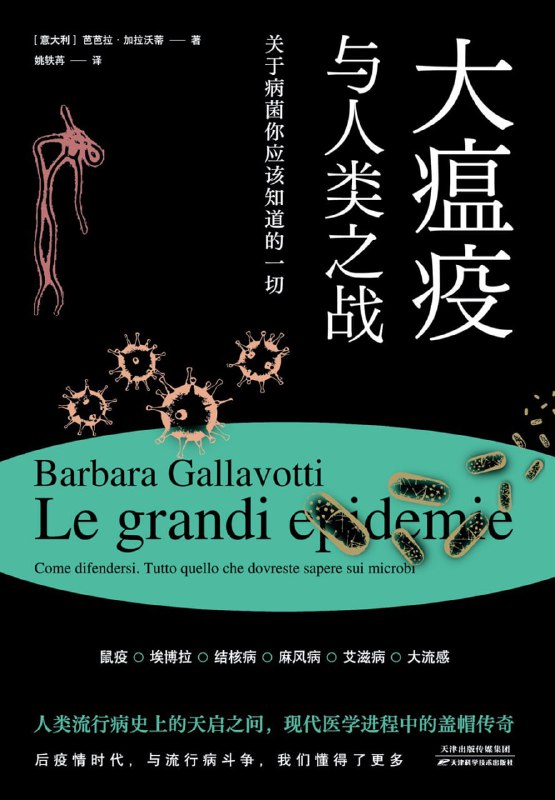 [意大利] 芭芭拉·加拉沃蒂 —— 著
姚轶苒 —— 译
大瘟疫
与人类之战
关于病菌你应该知道的一切
Barbara Gallavotti
Le grandi epidemie
Come difendersi. Tutto quello che dovreste sapere sui microbi
鼠疫 ○ 埃博拉 ○ 结核病 ○ 麻风病 ○ 艾滋病 ○ 大流感
人类流行病史上的天启之问，现代医学进程中的盖帽传奇
后疫情时代，与流行病斗争，我们懂得了更多
天津出版传媒集团
天津科学技术出版社